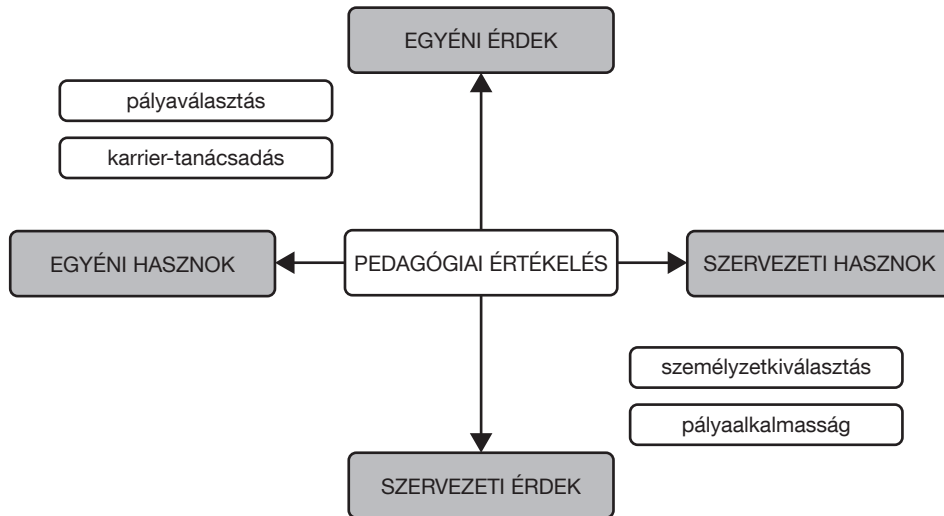 EGYÉNI ÉRDEK
pályaválasztás
karrier-tanácsadás
EGYÉNI HASZNOK
PEDAGÓGIAI ÉRTÉKELÉS
SZERVEZETI HASZNOK
személyzetkiválasztás
pályaalkalmasság
SZERVEZETI ÉRDEK